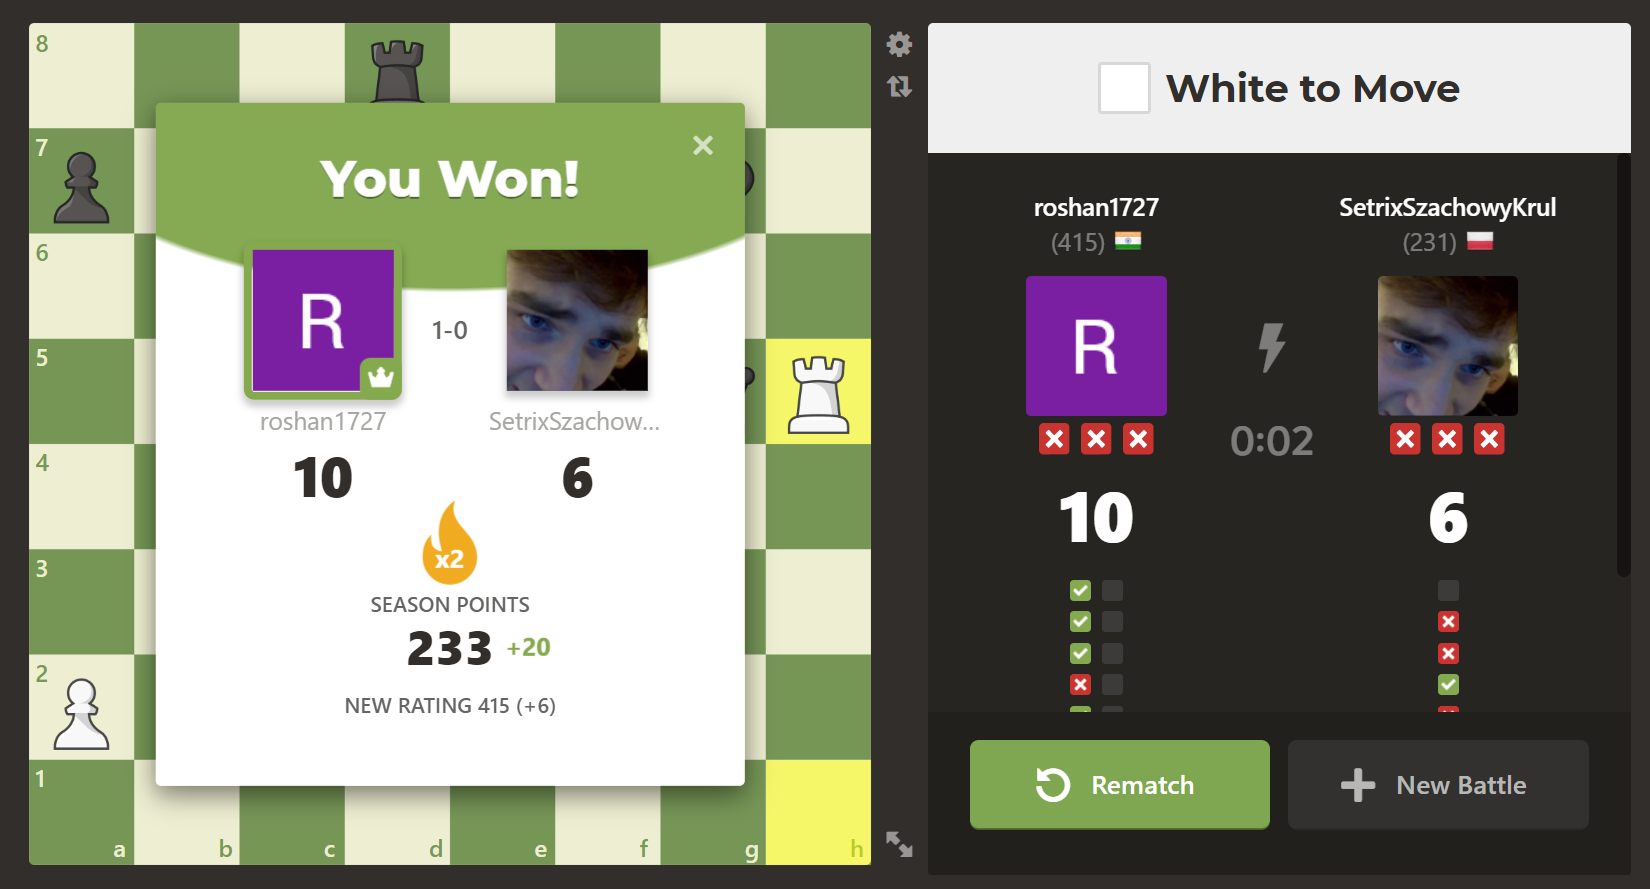 8
7
6
5
4
3
2
1
a
b
c
d
e
f
g
h
You Won!
R
1-0
roshan1727
SetrixSzachow...
10
6
x2
SEASON POINTS
233 +20
NEW RATING 415 (+6)
White to Move
roshan1727
SetrixSzachowyKrul
(415)
(231)
R
0:02
10
6
Rematch
New Battle